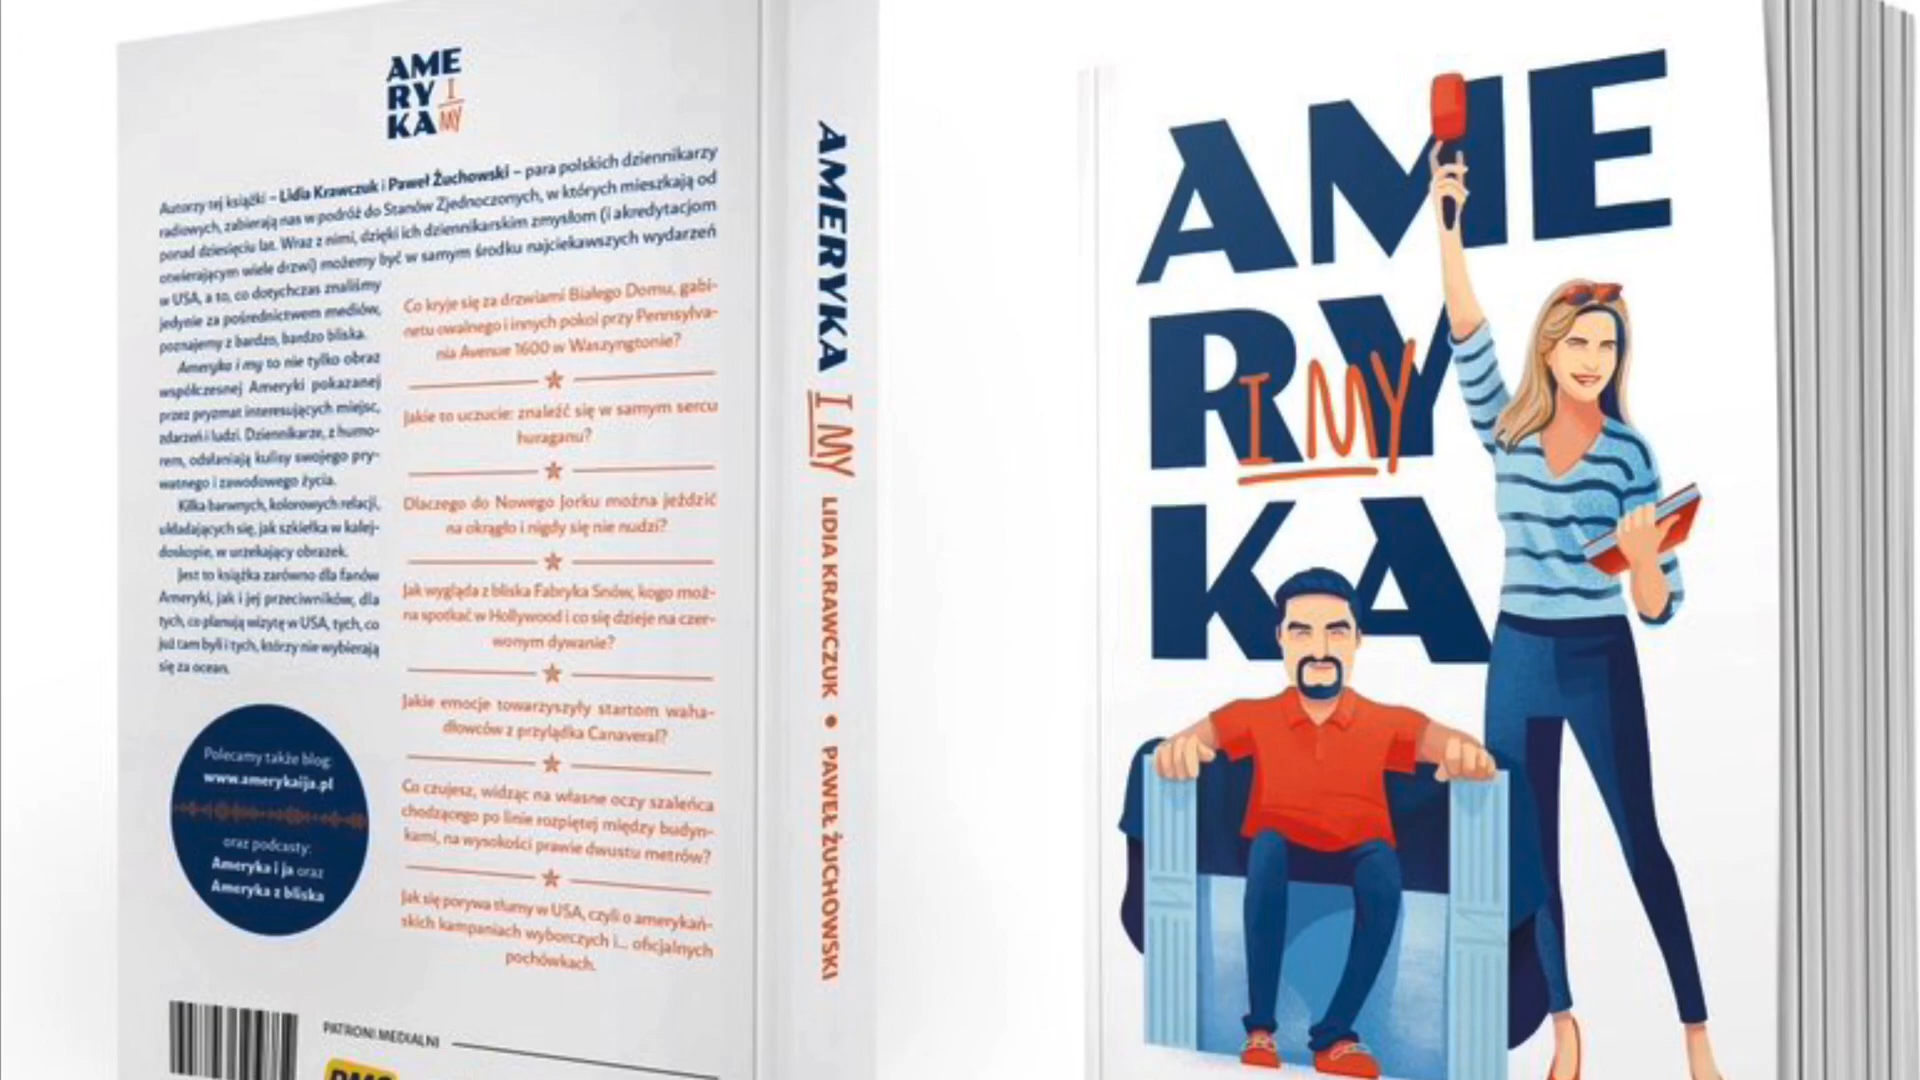 AME
RY I
KA MY
Autorzy tej książki – Lidia Krawczuk i Paweł Żuchowski – para polskich dziennikarzy
radiowych, zabierają nas w podróż do Stanów Zjednoczonych, w których mieszkają od
ponad dziesięciu lat. Wraz z nimi, dzięki ich dziennikarskim zmysłom (i akredytacjom
otwierającym wiele drzwi) możemy być w samym środku najciekawszych wydarzeń
w USA, a to, co dotychczas znaliśmy
jedynie za pośrednictwem mediów,
poznajemy z bardzo, bardzo bliska.
Ameryka i my to nie tylko obraz
współczesnej Ameryki pokazanej
przez pryzmat interesujących miejsc,
zdarzeń i ludzi. Dziennikarze, z humo-
rem, odsłaniają kulisy swojego pry-
watnego i zawodowego życia.
Kilka barwnych, kolorowych relacji,
układających się, jak szkiełka w kalej-
doskopie, w urzekający obrazek.
Jest to książka zarówno dla fanów
Ameryki, jak i jej przeciwników, dla
tych, co planują wizytę w USA, tych, co
już tam byli i tych, którzy nie wybierają
się za ocean.
Co kryje się za drzwiami Białego Domu, gabi-
netu owalnego i innych pokoi przy Pennsylva-
nia Avenue 1600 w Waszyngtonie?
Jakie to uczucie: znaleźć się w samym sercu
huraganu?
Dlaczego do Nowego Jorku można jeździć
na okrągło i nigdy się nie nudzi?
Jak wygląda z bliska Fabryka Snów, kogo moż-
na spotkać w Hollywood i co się dzieje na czer-
wonym dywanie?
Jakie emocje towarzyszyły startom waha-
dłowców z przylądka Canaveral?
Co czujesz, widząc na własne oczy szaleńca
chodzącego po linie rozpiętej między budyn-
kami, na wysokości prawie dwustu metrów?
Jak się porywa tłumy w USA, czyli o amerykań-
skich kampaniach wyborczych i... oficjalnych
pochówkach.
Polecamy także blog:
www.amerykaija.pl
oraz podcasty:
Ameryka i ja oraz
Ameryka z bliska
PATRONI MEDIALNI
AMERYKA I MY LIDIA KRAWCZUK • PAWEŁ ŻUCHOWSKI
AME
RY
I MY
KA